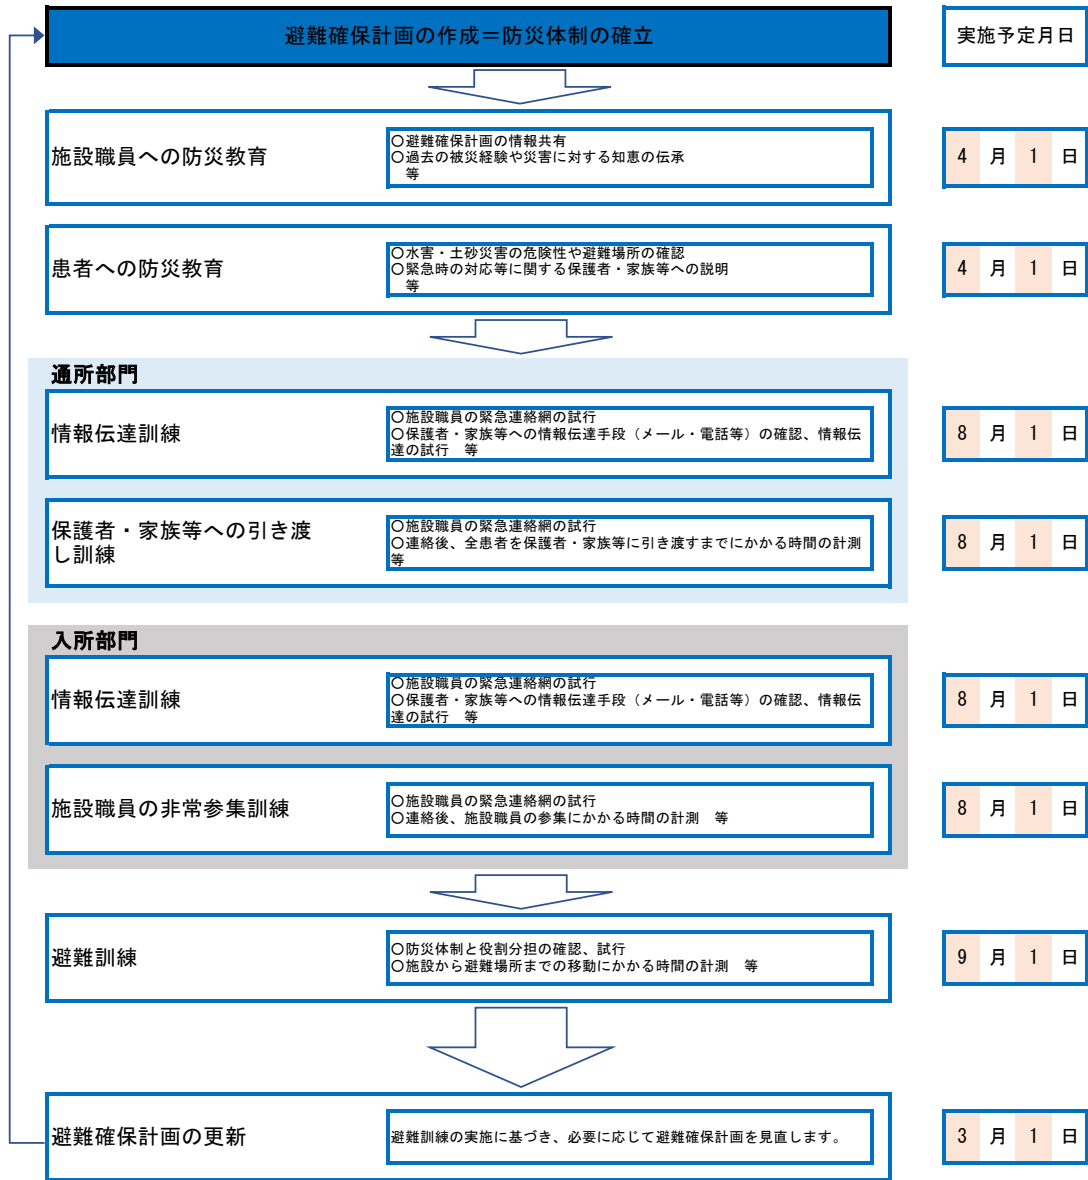 避難確保計画の作成＝防災体制の確立
実施予定月日
施設職員への防災教育
〇避難確保計画の情報共有
〇過去の被災経験や災害に対する知恵の伝承
等
4 月 1 日
患者への防災教育
〇水害・土砂災害の危険性や避難場所の確認
〇緊急時の対応等に関する保護者・家族等への説明
等
4 月 1 日
通所部門
情報伝達訓練
〇施設職員の緊急連絡網の試行
〇保護者・家族等への情報伝達手段（メール・電話等）の確認、情報伝
達の試行　等
8 月 1 日
保護者・家族等への引き渡
し訓練
〇施設職員の緊急連絡網の試行
〇連絡後、全患者を保護者・家族等に引き渡すまでにかかる時間の計測
等
8 月 1 日
入所部門
情報伝達訓練
〇施設職員の緊急連絡網の試行
〇保護者・家族等への情報伝達手段（メール・電話等）の確認、情報伝
達の試行　等
8 月 1 日
施設職員の非常参集訓練
〇施設職員の緊急連絡網の試行
〇連絡後、施設職員の参集にかかる時間の計測　等
8 月 1 日
避難訓練
〇防災体制と役割分担の確認、試行
〇施設から避難場所までの移動にかかる時間の計測　等
9 月 1 日
避難確保計画の更新
避難訓練の実施に基づき、必要に応じて避難確保計画を見直します。
3 月 1 日